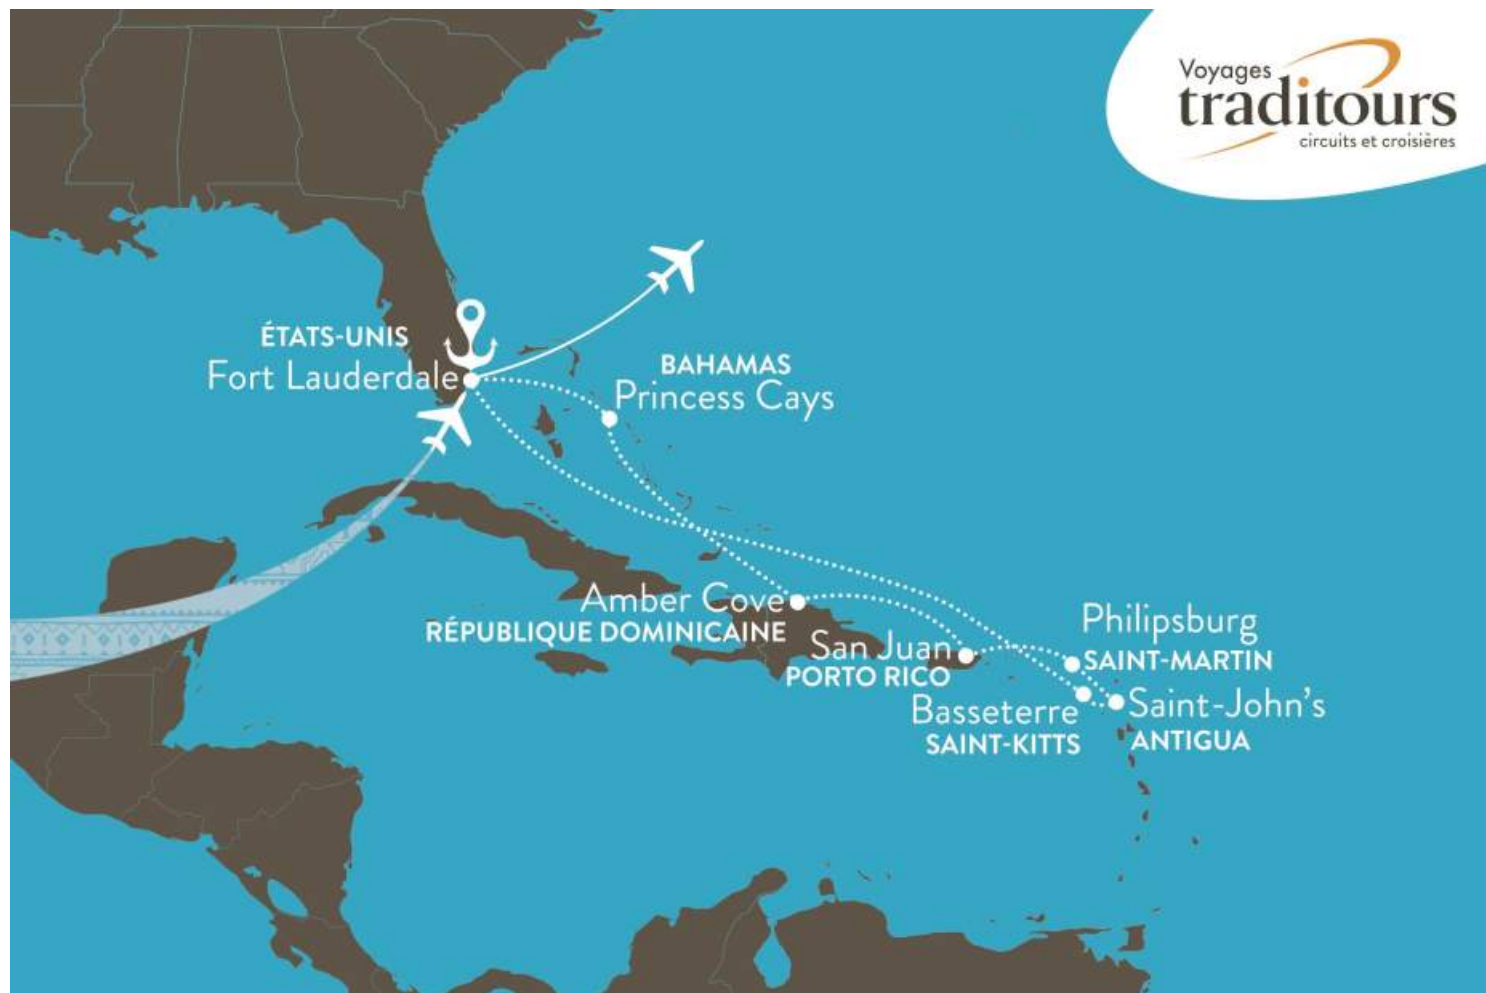 Voyages
traditours
circuits et croisières
ÉTATS-UNIS
Fort Lauderdale
BAHAMAS
Princess Cays
Amber Cove
RÉPUBLIQUE DOMINICAINE
San Juan
PORTO RICO
Philipsburg
SAINT-MARTIN
Basseterre
SAINT-KITTS
Saint-John's
ANTIGUA